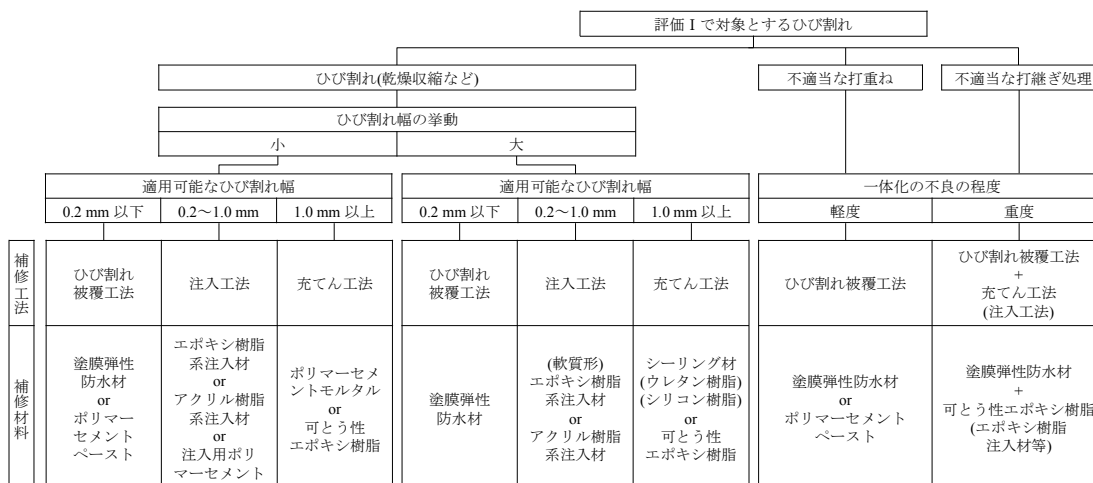 評価Ⅰで対象とするひび割れ
ひび割れ(乾燥収縮など)
不適当な打重ね
不適当な打継ぎ処理
ひび割れ幅の挙動
小
大
適用可能なひび割れ幅
0.2 mm 以下
0.2〜1.0 mm
1.0 mm 以上
適用可能なひび割れ幅
0.2 mm 以下
0.2〜1.0 mm
1.0 mm 以上
一体化の不良の程度
軽度
重度
補修工法
ひび割れ
被覆工法
注入工法
充てん工法
ひび割れ
被覆工法
注入工法
充てん工法
ひび割れ被覆工法
ひび割れ被覆工法
+
充てん工法
(注入工法)
補修材料
塗膜弾性
防水材
or
ポリマー
セメント
ペースト
エポキシ樹脂
系注入材
or
アクリル樹脂
系注入材
or
注入用ポリ
マーセメント
ポリマーセメ
ントモルタル
or
可とう性
エポキシ樹脂
塗膜弾性
防水材
(軟質形)
エポキシ樹脂
系注入材
or
アクリル樹脂
系注入材
シーリング材
(ウレタン樹脂)
(シリコン樹脂)
or
可とう性
エポキシ樹脂
塗膜弾性防水材
or
ポリマーセメント
ペースト
塗膜弾性防水材
+
可とう性エポキシ樹脂
(エポキシ樹脂
注入材等)